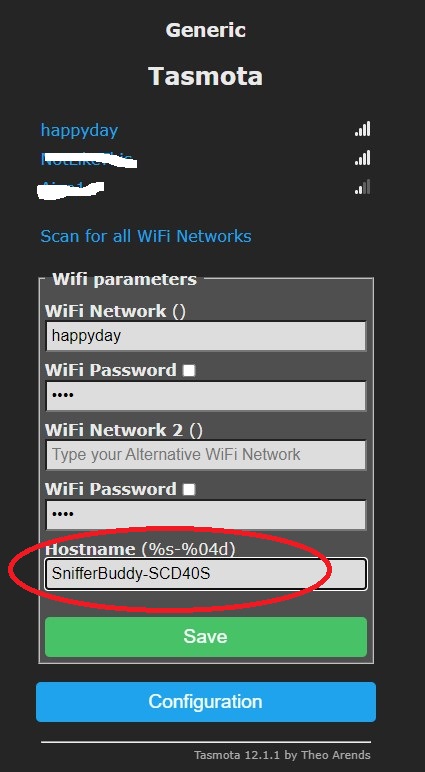 Generic
Tasmota
happyday
Scan for all WiFi Networks
Wifi parameters
WiFi Network ()
happyday
WiFi Password
••••
WiFi Network 2 ()
Type your Alternative WiFi Network
WiFi Password
••••
Hostname (%s-%04d)
SnifferBuddy-SCD40S
Save
Configuration
Tasmota 12.1.1 by Theo Arends